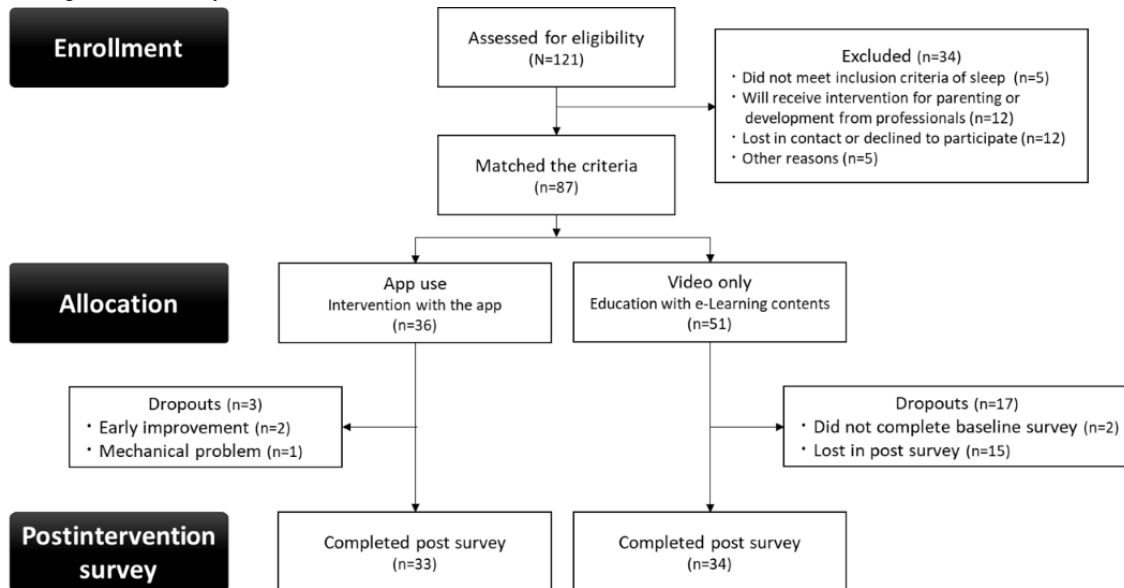 Enrollment
Assessed for eligibility
(N=121)
Excluded (n=34)
・Did not meet inclusion criteria of sleep (n=5)
・Will receive intervention for parenting or
development from professionals (n=12)
・Lost in contact or declined to participate (n=12)
・Other reasons (n=5)
Matched the criteria
(n=87)
Allocation
App use
Intervention with the app
(n=36)
Video only
Education with e-Learning contents
(n=51)
Dropouts (n=3)
・Early improvement (n=2)
・Mechanical problem (n=1)
Dropouts (n=17)
・Did not complete baseline survey (n=2)
・Lost in post survey (n=15)
Postintervention
survey
Completed post survey
(n=33)
Completed post survey
(n=34)